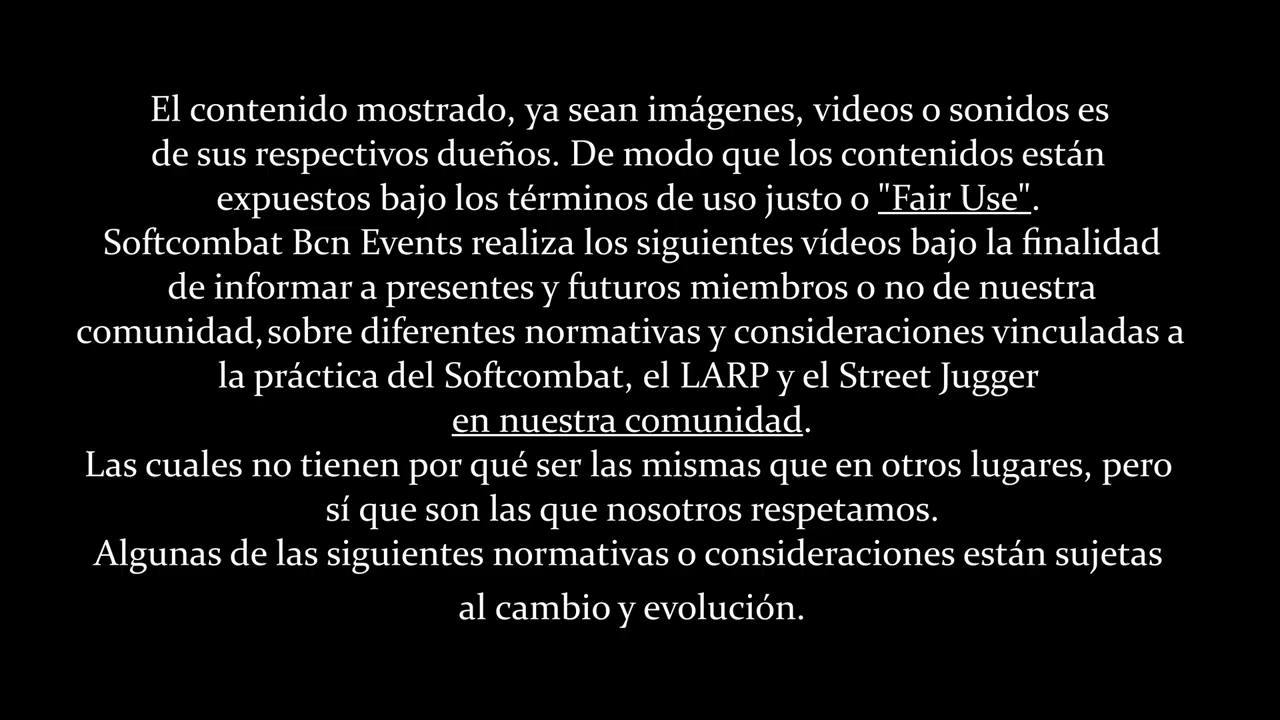 El contenido mostrado, ya sean imágenes, videos o sonidos es
de sus respectivos dueños. De modo que los contenidos están
expuestos bajo los términos de uso justo o "Fair Use".
Softcombat Bcn Events realiza los siguientes vídeos bajo la finalidad
de informar a presentes y futuros miembros o no de nuestra
comunidad, sobre diferentes normativas y consideraciones vinculadas a
la práctica del Softcombat, el LARP y el Street Jugger
en nuestra comunidad.
Las cuales no tienen por qué ser las mismas que en otros lugares, pero
sí que son las que nosotros respetamos.
Algunas de las siguientes normativas o consideraciones están sujetas
al cambio y evolución.